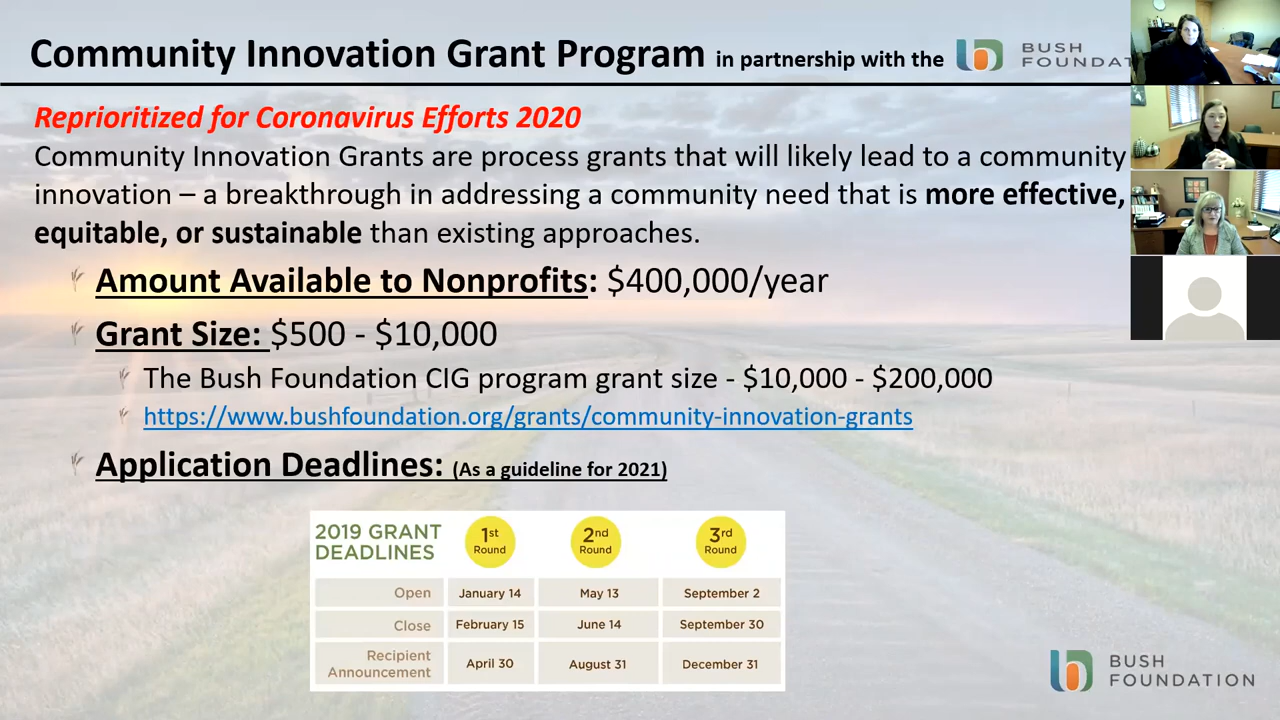 Community Innovation Grant Program in partnership with the BUSH FOUNDAT
Reprioritized for Coronavirus Efforts 2020
Community Innovation Grants are process grants that will likely lead to a community
innovation – a breakthrough in addressing a community need that is more effective,
equitable, or sustainable than existing approaches.
Amount Available to Nonprofits: $400,000/year
Grant Size: $500 - $10,000
The Bush Foundation CIG program grant size - $10,000 - $200,000
https://www.bushfoundation.org/grants/community-innovation-grants
Application Deadlines: (As a guideline for 2021)
2019 GRANT DEADLINES 1st Round 2nd Round 3rd Round
Open January 14 May 13 September 2
Close February 15 June 14 September 30
Recipient Announcement April 30 August 31 December 31
BUSH
FOUNDATION